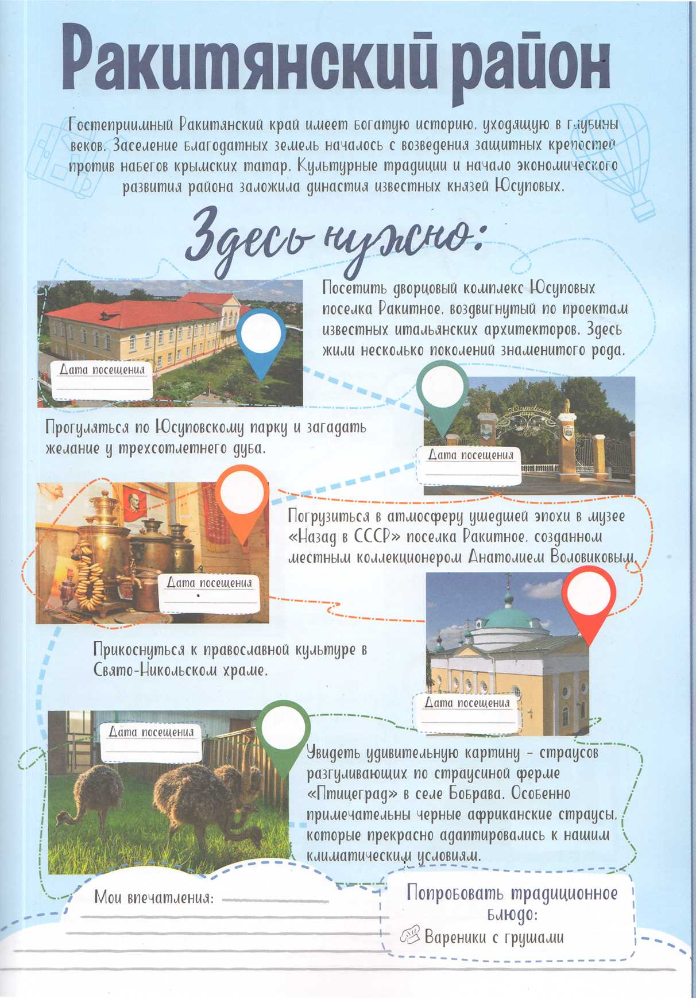 Ракитянский район
Гостеприимный Ракитянский край имеет богатую историю, уходящую в глубины
веков. Заселение благодатных земель началось с возведения защитных крепостей
против набегов крымских татар. Культурные традиции и начало экономического
развития района заложила династия известных князей Юсуповых.
Здесь нужно:
Посетить дворцовый комплекс Юсуповых
поселка Ракитное, воздвигнутый по проектам
известных итальянских архитекторов. Здесь
жили несколько поколений знаменитого рода.
Дата посещения
Прогуляться по Юсуповскому парку и загадать
желание у трехсотлетнего дуба.
Юсуповский
парк
Дата посещения
Погрузиться в атмосферу ушедшей эпохи в музее
«Назад в СССР» поселка Ракитное, созданном
местным коллекционером Анатолием Воловиковым.
Дата посещения
Прикоснуться к православной культуре в
Свято-Никольском храме.
Дата посещения
Дата посещения
Увидеть удивительную картину – страусов
разгуливающих по страусиной ферме
«Птицеград» в селе Бобрава. Особенно
примечательны черные африканские страусы,
которые прекрасно адаптировались к нашим
климатическим условиям.
Мои впечатления:
Попробовать традиционное
блюдо:
Вареники с грушами